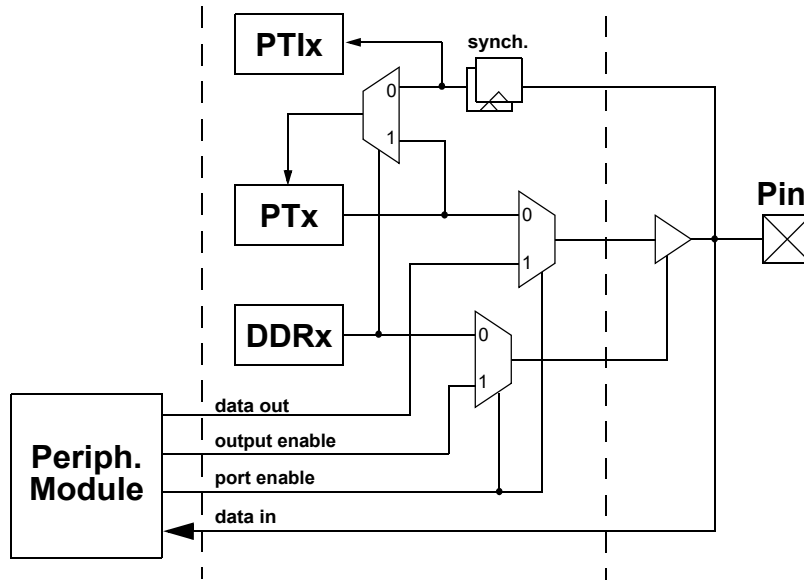 PTIx
synch.
0
1
PTx
Pin
0
1
DDRx
0
1
data out
output enable
Periph.
Module
port enable
data in